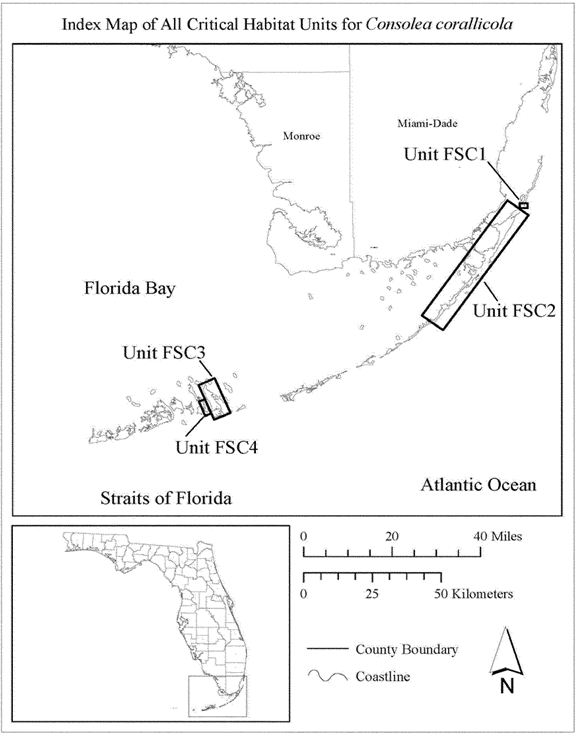 Index Map of All Critical Habitat Units for Consolea corallicola
Monroe
Miami-Dade
Unit FSC1
Florida Bay
Unit FSC2
Unit FSC3
Unit FSC4
Atlantic Ocean
Straits of Florida
0 20 40 Miles
0 25 50 Kilometers
County Boundary
Coastline
N